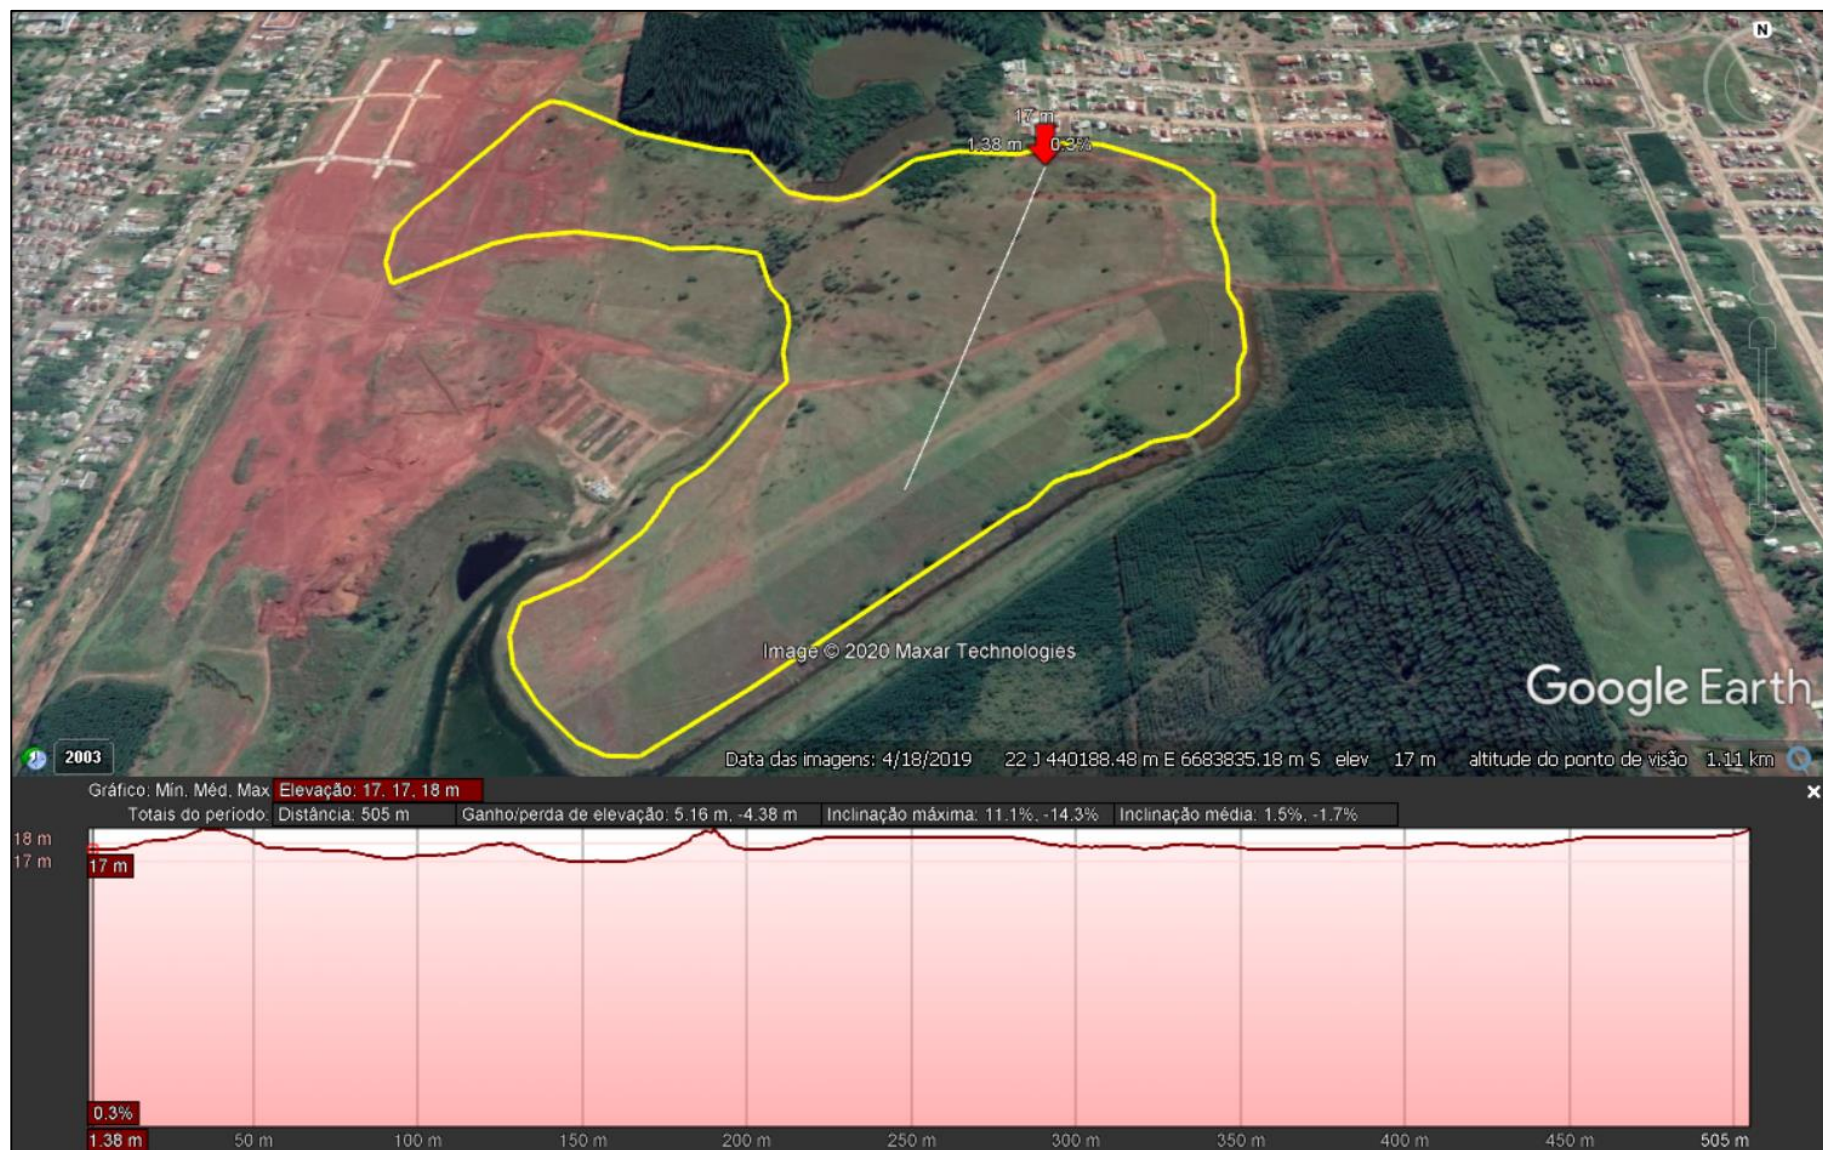 N
17 m
1.38 m 0.3%
Image © 2020 Maxar Technologies
Google Earth
2003
Data das imagens: 4/18/2019 22 J 440188.48 m E 6683835.18 m S elev 17 m altitude do ponto de visão 1.11 km
Gráfico: Mín, Méd, Max Elevação: 17, 17, 18 m
Totais do período: Distância: 505 m Ganho/perda de elevação: 5.16 m, -4.38 m Inclinação máxima: 11.1%, -14.3% Inclinação média: 1.5%, -1.7%
18 m
17 m
17 m
0.3%
1.38 m 50 m 100 m 150 m 200 m 250 m 300 m 350 m 400 m 450 m 505 m